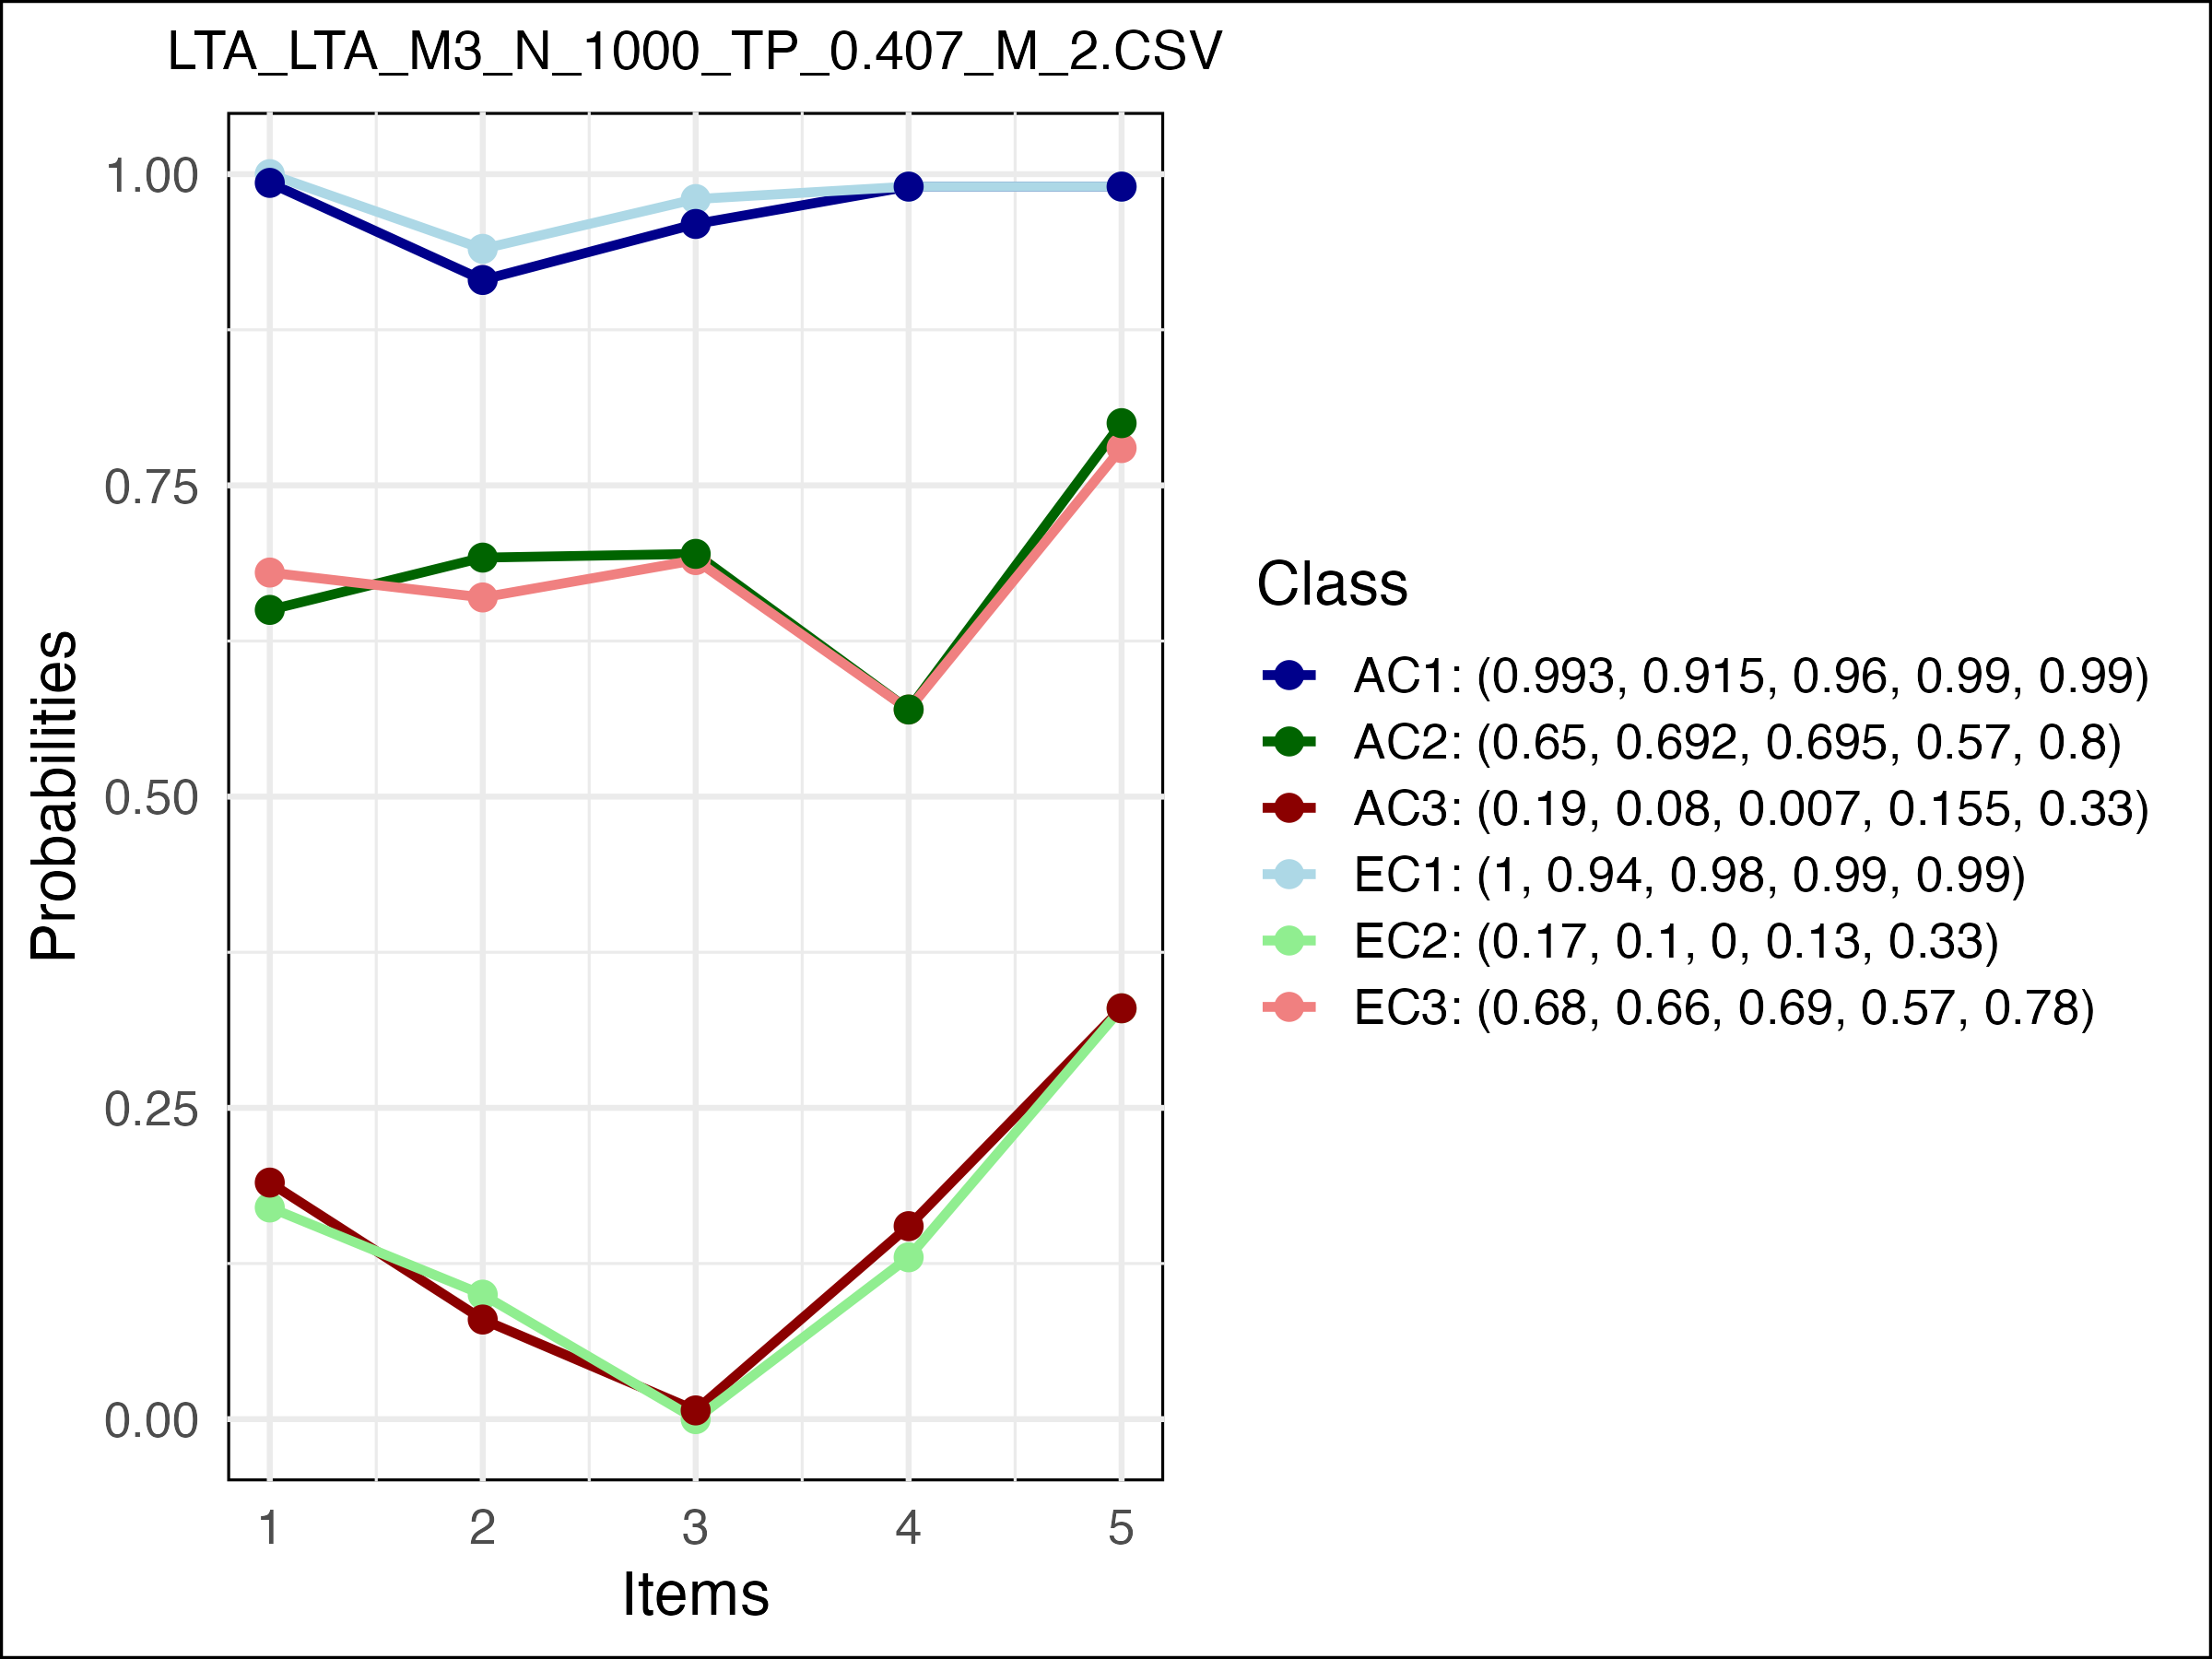 LTA_LTA_M3_N_1000_TP_0.407_M_2.CSV
1.00
0.75
0.50
0.25
0.00
Probabilities
1 2 3 4 5
Items
Class
AC1: (0.993, 0.915, 0.96, 0.99, 0.99)
AC2: (0.65, 0.692, 0.695, 0.57, 0.8)
AC3: (0.19, 0.08, 0.007, 0.155, 0.33)
EC1: (1, 0.94, 0.98, 0.99, 0.99)
EC2: (0.17, 0.1, 0, 0.13, 0.33)
EC3: (0.68, 0.66, 0.69, 0.57, 0.78)